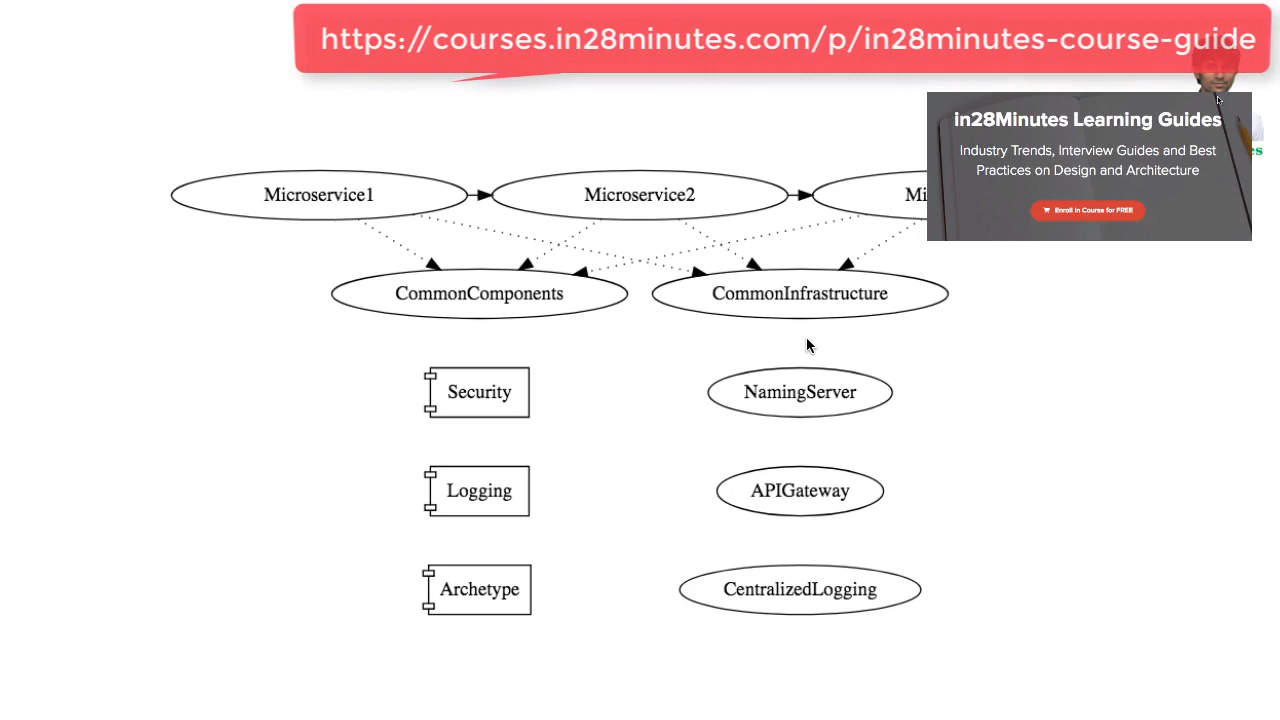 https://courses.in28minutes.com/p/in28minutes-course-guide
in28Minutes Learning Guides
Industry Trends, Interview Guides and Best
Practices on Design and Architecture
Enroll in Course for FREE
Microservice1
Microservice2
CommonComponents
CommonInfrastructure
Security
NamingServer
Logging
APIGateway
Archetype
CentralizedLogging